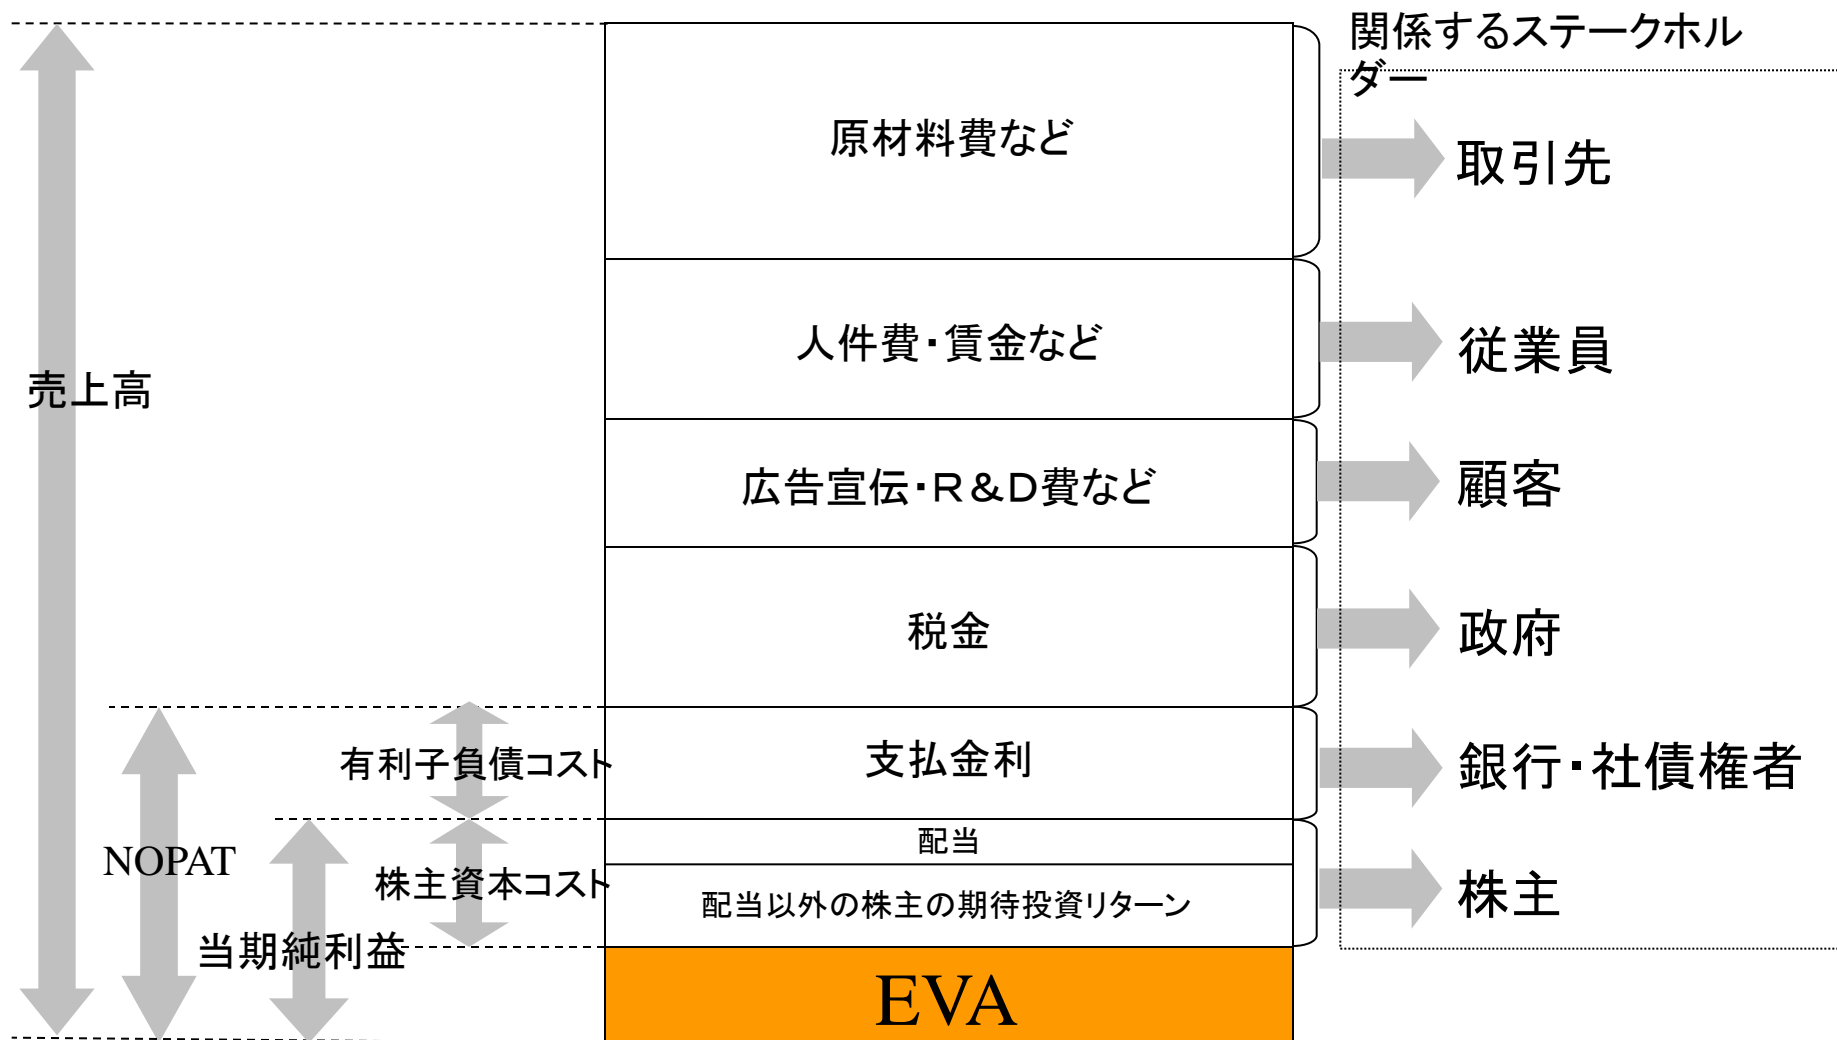 関係するステークホル
ダー
原材料費など
取引先
人件費・賃金など
従業員
売上高
広告宣伝・R＆D費など
顧客
税金
政府
有利子負債コスト
支払金利
銀行・社債権者
配当
NOPAT
株主資本コスト
配当以外の株主の期待投資リターン
株主
当期純利益
EVA